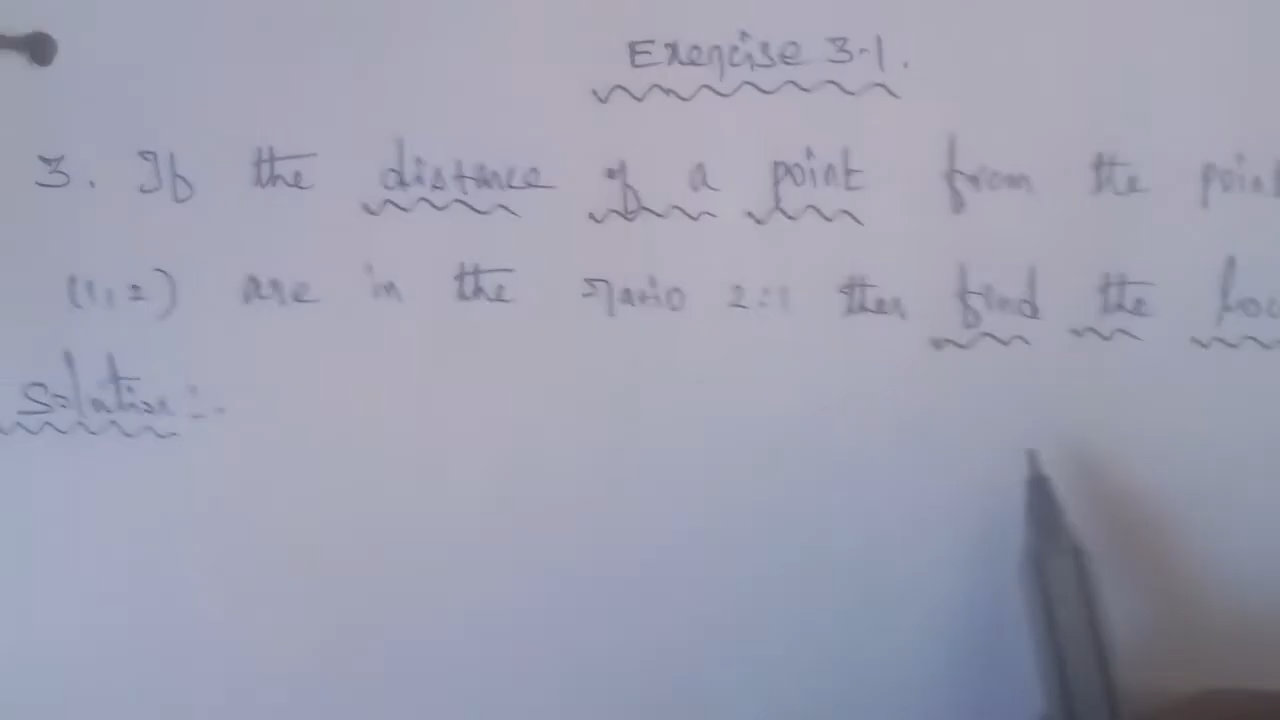 Exercise 3.1.
3. If the distance of a point from the point
(1,2) are in the ratio 2:1 then find the
Solution:-